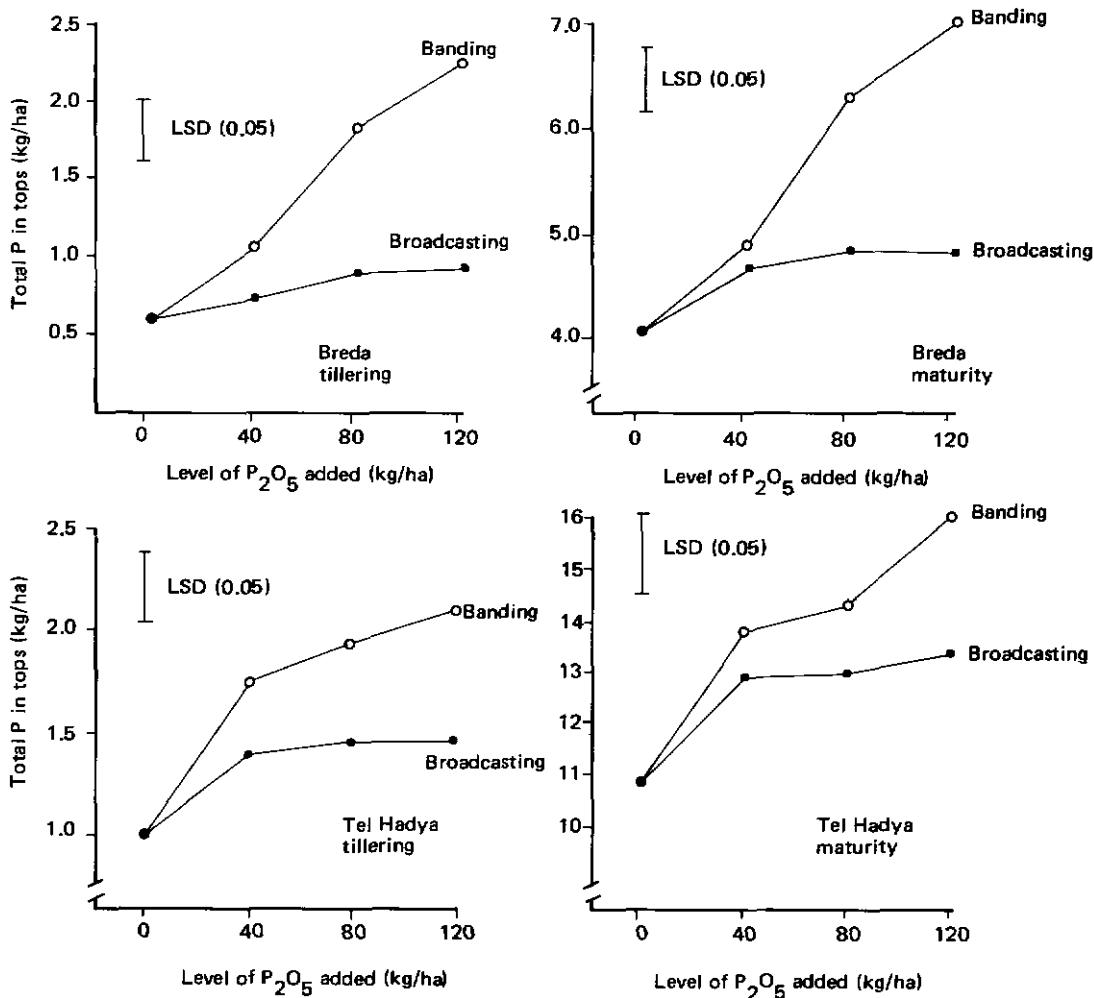 Total P in tops (kg/ha)
2.5
2.0
1.5
1.0
0.5
LSD (0.05)
Banding
Broadcasting
Breda
tillering
0
40
80
120
Level of P2O5 added (kg/ha)
7.0
6.0
5.0
4.0
LSD (0.05)
Banding
Broadcasting
Breda
maturity
0
40
80
120
Level of P2O5 added (kg/ha)
Total P in tops (kg/ha)
2.5
2.0
1.5
1.0
LSD (0.05)
Banding
Broadcasting
Tel Hadya
tillering
0
40
80
120
Level of P2O5 added (kg/ha)
16
15
14
13
12
11
10
LSD (0.05)
Banding
Broadcasting
Tel Hadya
maturity
0
40
80
120
Level of P2O5 added (kg/ha)